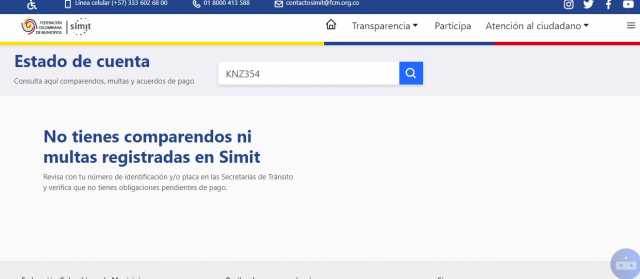 Línea celular (+57) 333 602 68 00 01 8000 413 588 contactosimit@fcm.org.co
FEDERACIÓN COLOMBIANA DE MUNICIPIOS simit Transparencia Participa Atención al ciudadano
Estado de cuenta
Consulta aquí comparendos, multas y acuerdos de pago
KNZ354
No tienes comparendos ni
multas registradas en Simit
Revisa con tu número de identificación y/o placa en las Secretarías de Tránsito
y verifica que no tienes obligaciones pendientes de pago.